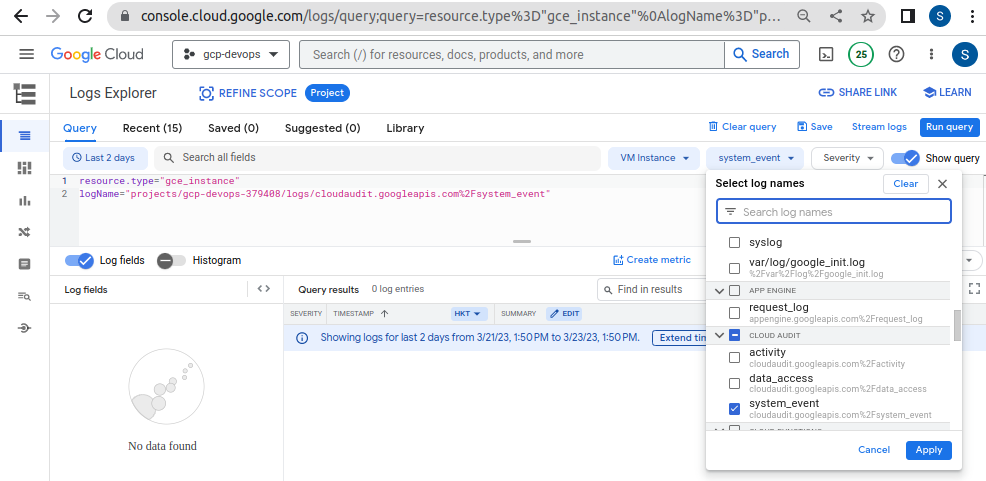 console.cloud.google.com/logs/query;query=resource.type%3D"gce_instance"%0AlogName%3D"p...
S
Google Cloud
gcp-devops
Search (/) for resources, docs, products, and more
Search
25
S
Logs Explorer
REFINE SCOPE
Project
SHARE LINK
LEARN
Query
Recent (15)
Saved (0)
Suggested (0)
Library
Clear query
Save
Stream logs
Run query
Last 2 days
Search all fields
VM Instance
system_event
Severity
Show query
1 resource.type="gce_instance"
2 logName="projects/gcp-devops-379408/logs/cloudaudit.googleapis.com%2Fsystem_event"
Select log names
Clear
Search log names
syslog
var/log/google_init.log
%2Fvar%2Flog%2Fgoogle_init.log
APP ENGINE
request_log
appengine.googleapis.com%2Frequest_log
CLOUD AUDIT
activity
cloudaudit.googleapis.com%2Factivity
data_access
cloudaudit.googleapis.com%2Fdata_access
system_event
cloudaudit.googleapis.com%2Fsystem_event
Cancel
Apply
Log fields
Histogram
Create metric
Log fields
Query results
0 log entries
Find in results
SEVERITY
TIMESTAMP
HKT
SUMMARY
EDIT
Showing logs for last 2 days from 3/21/23, 1:50 PM to 3/23/23, 1:50 PM.
Extend tim
No data found